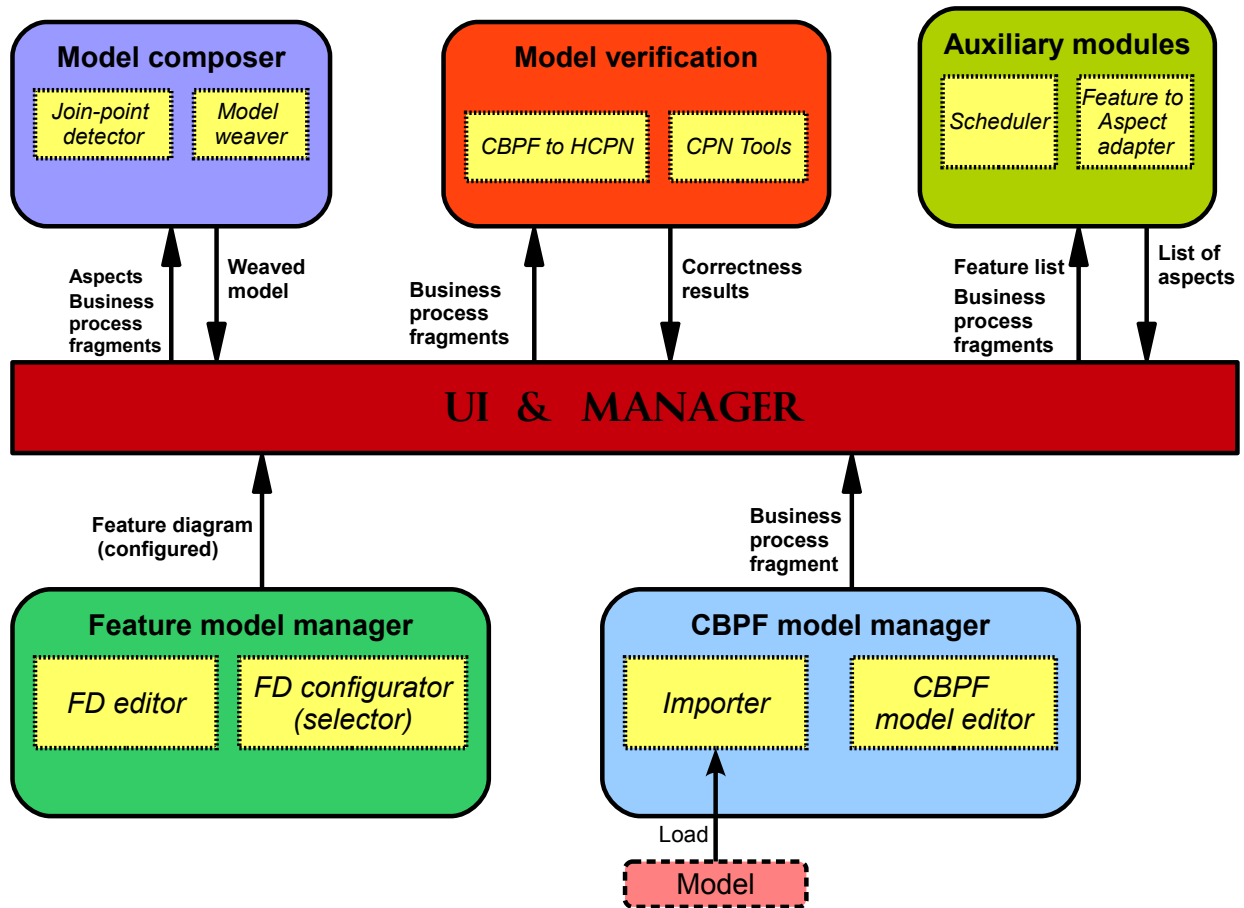 Model composer
Join-point
detector
Model
weaver
Model verification
CBPF to HCPN
CPN Tools
Auxiliary modules
Scheduler
Feature to
Aspect
adapter
Aspects
Business
process
fragments
Weaved
model
Business
process
fragments
Correctness
results
Feature list
Business
process
fragments
List of
aspects
UI & MANAGER
Feature diagram
(configured)
Business
process
fragment
Feature model manager
FD editor
FD configurator
(selector)
CBPF model manager
Importer
CBPF
model editor
Load
Model